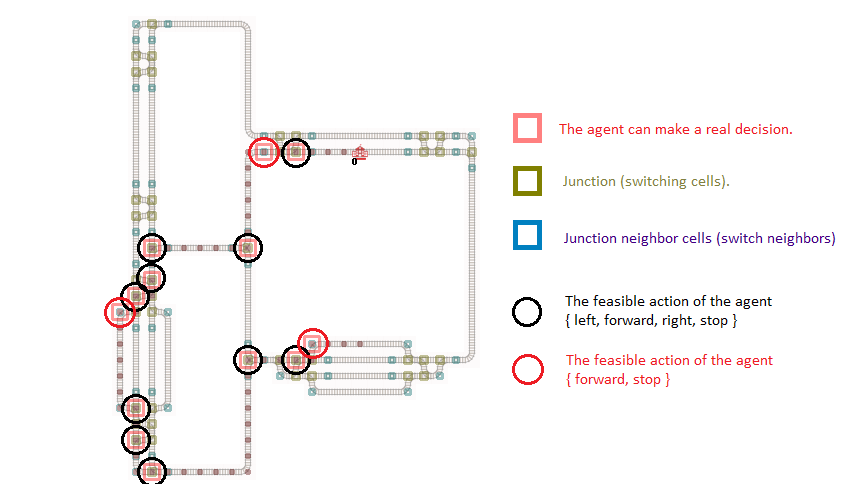 The agent can make a real decision.
Junction (switching cells).
Junction neighbor cells (switch neighbors)
The feasible action of the agent
{ left, forward, right, stop }
The feasible action of the agent
{ forward, stop }
0